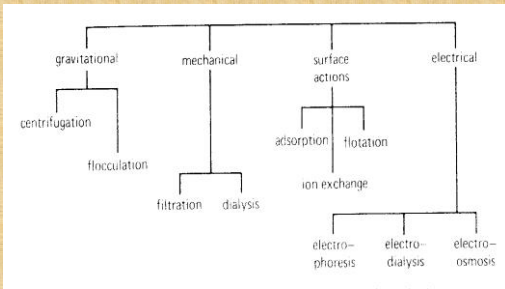 gravitational
mechanical
surface
actions
electrical
centrifugation
flocculation
adsorption
flotation
ion exchange
filtration
dialysis
electro-
phoresis
electro-
dialysis
electro-
osmosis